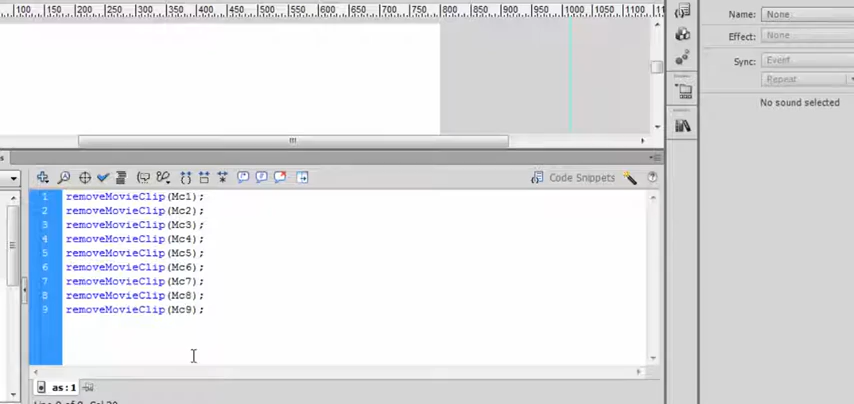 100 150 200 250 300 350 400 450 500 550 600 650 700 750 800 850 900 950 1000 1050 1100
Name: None
Effect: None
Sync: Event
Repeat
No sound selected
s
Code Snippets
1 removeMovieClip(Mc1);
2 removeMovieClip(Mc2);
3 removeMovieClip(Mc3);
4 removeMovieClip(Mc4);
5 removeMovieClip(Mc5);
6 removeMovieClip(Mc6);
7 removeMovieClip(Mc7);
8 removeMovieClip(Mc8);
9 removeMovieClip(Mc9);
as:1